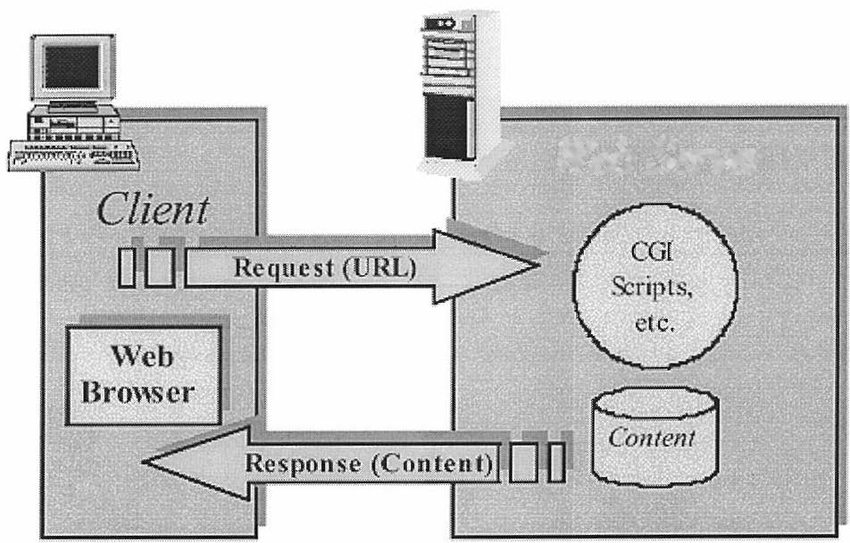 Client
Request (URL)
CGI
Scripts,
etc.
Web
Browser
Content
Response (Content)